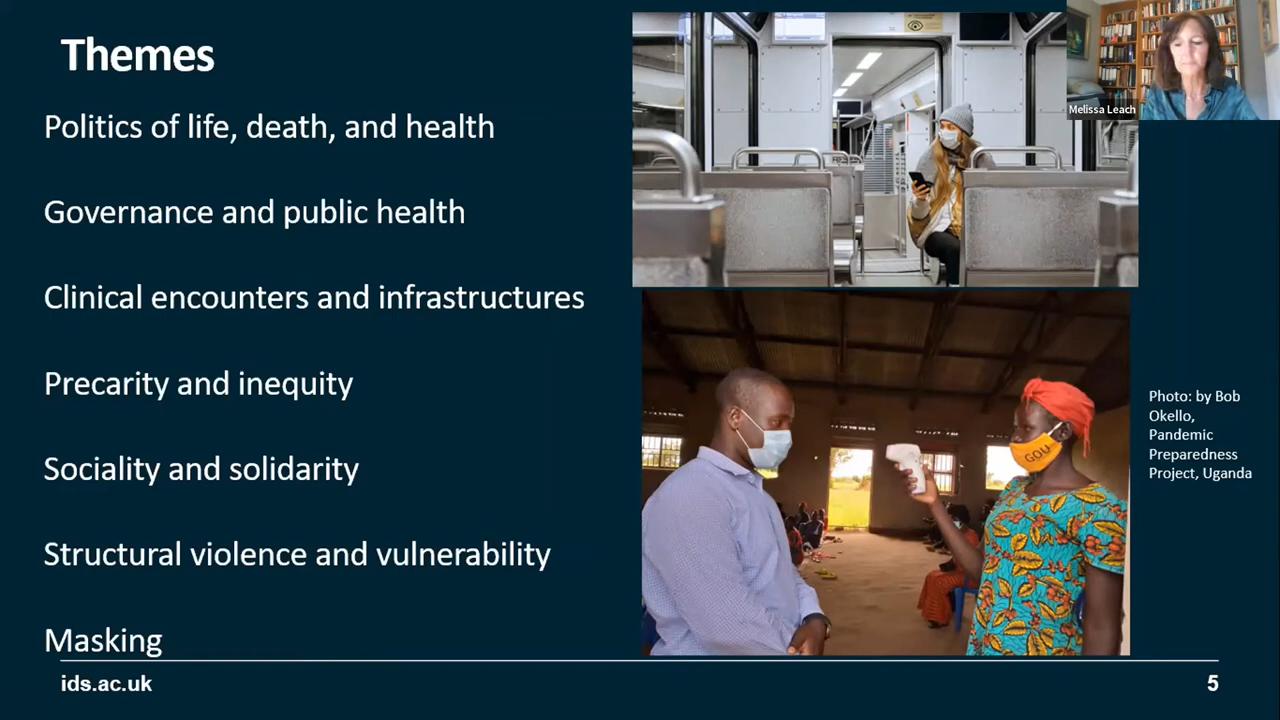 Themes
Politics of life, death, and health
Governance and public health
Clinical encounters and infrastructures
Precarity and inequity
Sociality and solidarity
Structural violence and vulnerability
Masking
Melissa Leach
GOU
Photo: by Bob
Okello,
Pandemic
Preparedness
Project, Uganda
ids.ac.uk
5